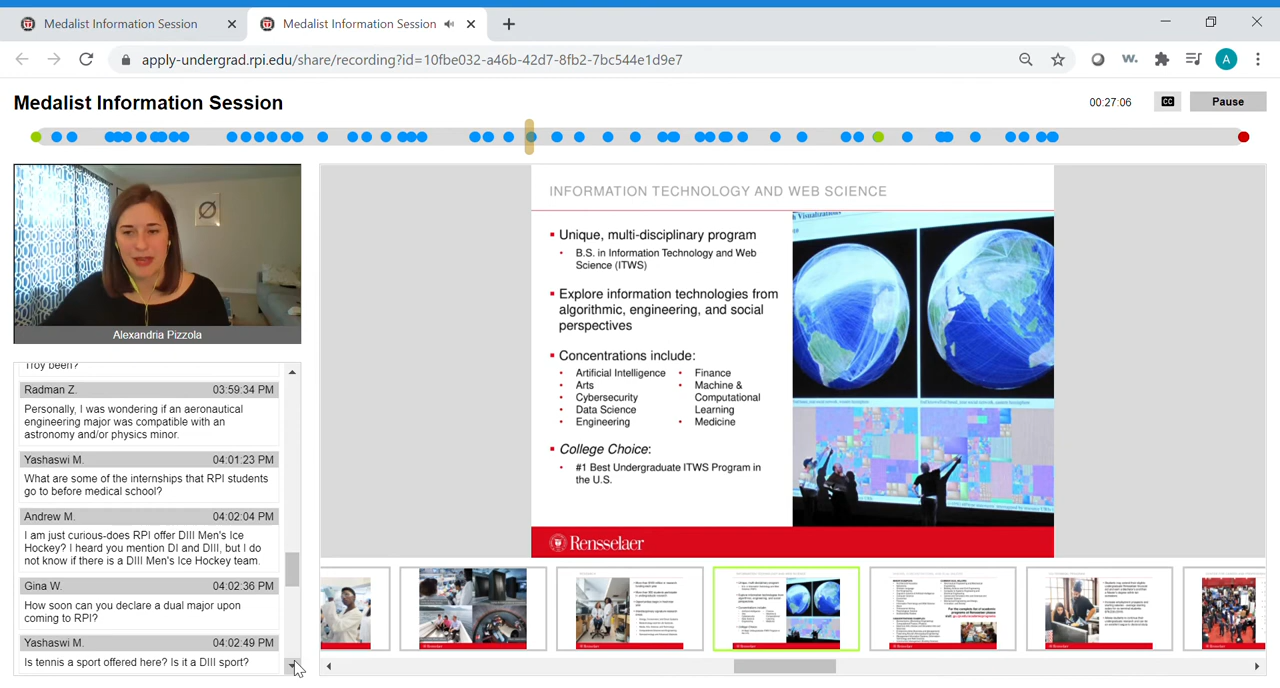 Medalist Information Session
Medalist Information Session
apply-undergrad.rpi.edu/share/recording?id=10fbe032-a46b-42d7-8fb2-7bc544e1d9e7
w.
A
Medalist Information Session
00:27:06
CC
Pause
Alexandria Pizzola
Troy been?
Radman Z. 03:59:34 PM
Personally, I was wondering if an aeronautical
engineering major was compatible with an
astronomy and/or physics minor.
Yashaswi M. 04:01:23 PM
What are some of the internships that RPI students
go to before medical school?
Andrew M. 04:02:04 PM
I am just curious-does RPI offer DIII Men's Ice
Hockey? I heard you mention DI and DIII, but I do
not know if there is a DIII Men's Ice Hockey team.
Gina W. 04:02:36 PM
How soon can you declare a dual major upon
coming to RPI?
Yashaswi M. 04:02:49 PM
Is tennis a sport offered here? Is it a DIII sport?
INFORMATION TECHNOLOGY AND WEB SCIENCE
Unique, multi-disciplinary program
B.S. in Information Technology and Web
Science (ITWS)
Explore information technologies from
algorithmic, engineering, and social
perspectives
Concentrations include:
Artificial Intelligence
Arts
Cybersecurity
Data Science
Engineering
Finance
Machine &
Computational
Learning
Medicine
College Choice:
#1 Best Undergraduate ITWS Program in
the U.S.
Visualizations
Rensselaer